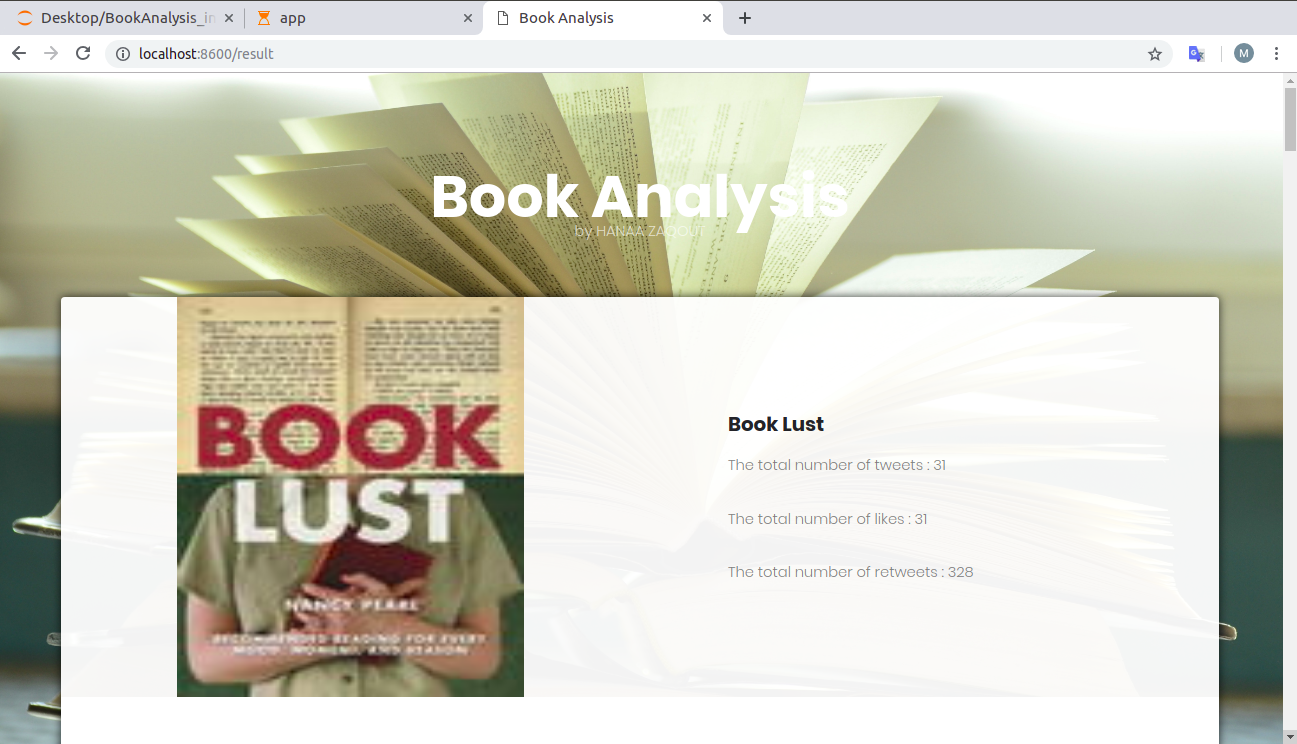 Desktop/BookAnalysis_in
app
Book Analysis
localhost:8600/result
M
Book Analysis
by HANAA ZAQOUT
BOOK
LUST
NANCY PEARL
RECOMMENDED READING FOR EVERY
MOOD, MOMENT, AND REASON
Book Lust
The total number of tweets : 31
The total number of likes : 31
The total number of retweets : 328